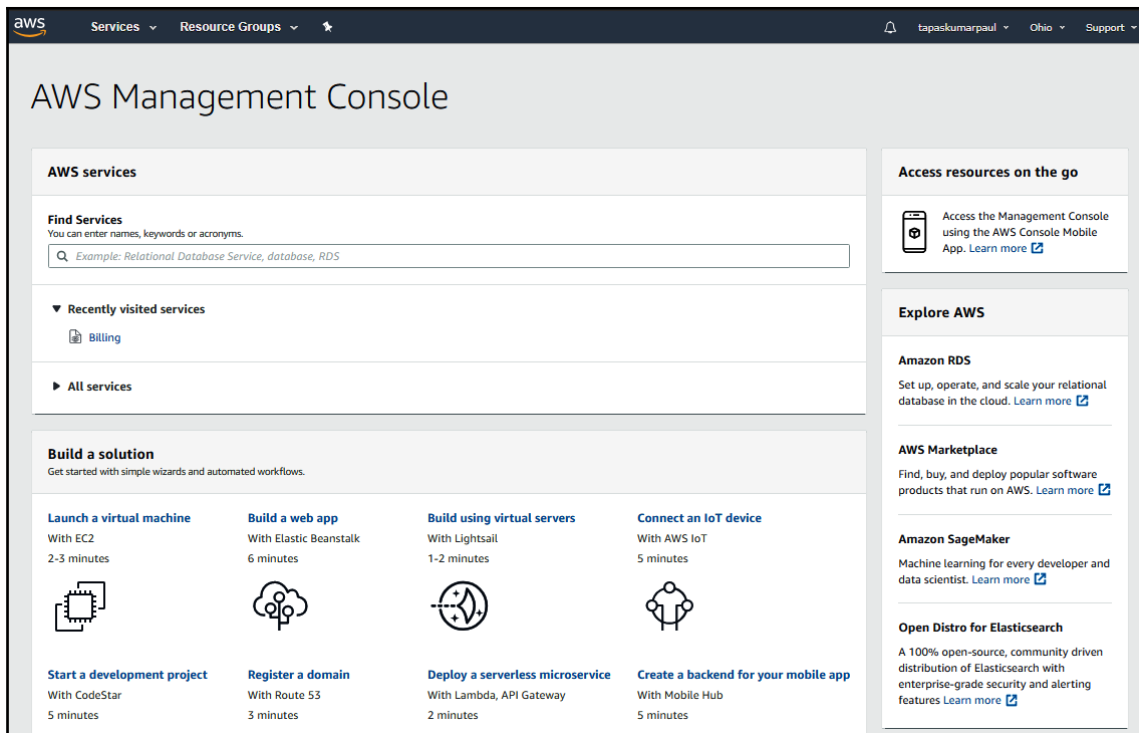 aws Services Resource Groups tapaskumarpaul Ohio Support
AWS Management Console
AWS services
Find Services
You can enter names, keywords or acronyms.
Example: Relational Database Service, database, RDS
Recently visited services
Billing
All services
Build a solution
Get started with simple wizards and automated workflows.
Launch a virtual machine
With EC2
2-3 minutes
Build a web app
With Elastic Beanstalk
6 minutes
Build using virtual servers
With Lightsail
1-2 minutes
Connect an IoT device
With AWS IoT
5 minutes
Start a development project
With CodeStar
5 minutes
Register a domain
With Route 53
3 minutes
Deploy a serverless microservice
With Lambda, API Gateway
2 minutes
Create a backend for your mobile app
With Mobile Hub
5 minutes
Access resources on the go
Access the Management Console
using the AWS Console Mobile
App. Learn more
Explore AWS
Amazon RDS
Set up, operate, and scale your relational
database in the cloud. Learn more
AWS Marketplace
Find, buy, and deploy popular software
products that run on AWS. Learn more
Amazon SageMaker
Machine learning for every developer and
data scientist. Learn more
Open Distro for Elasticsearch
A 100% open-source, community driven
distribution of Elasticsearch with
enterprise-grade security and alerting
features Learn more